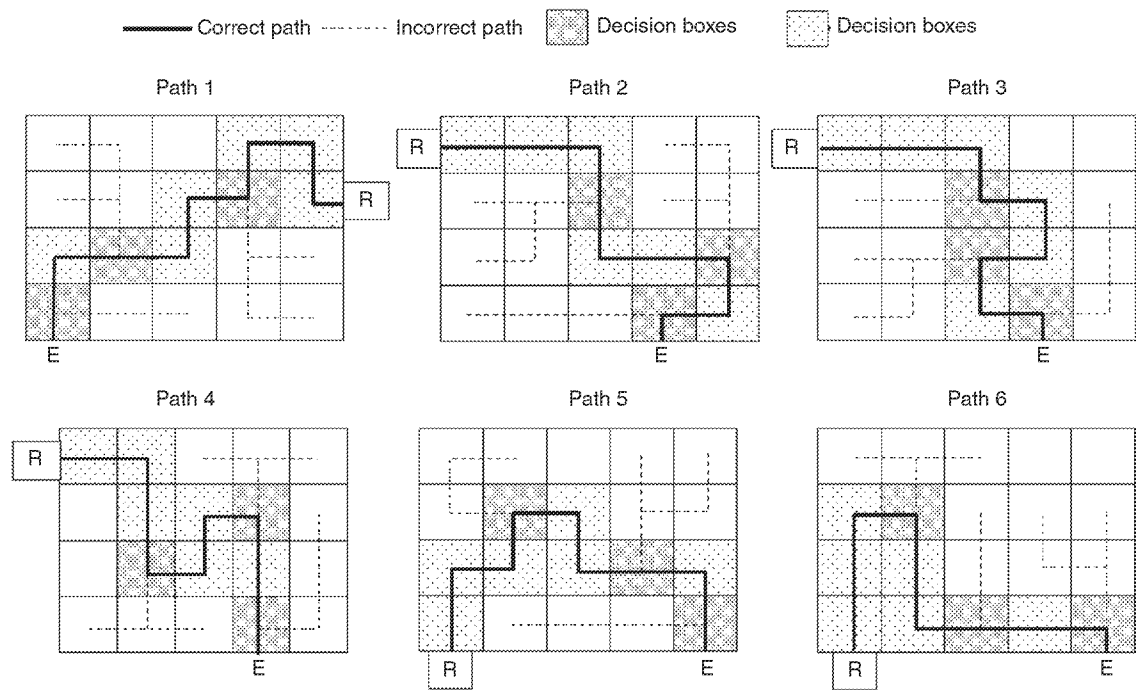 Correct path Incorrect path Decision boxes Decision boxes
Path 1 Path 2 Path 3
R R
R
E E E
Path 4 Path 5 Path 6
R
E
R E R E